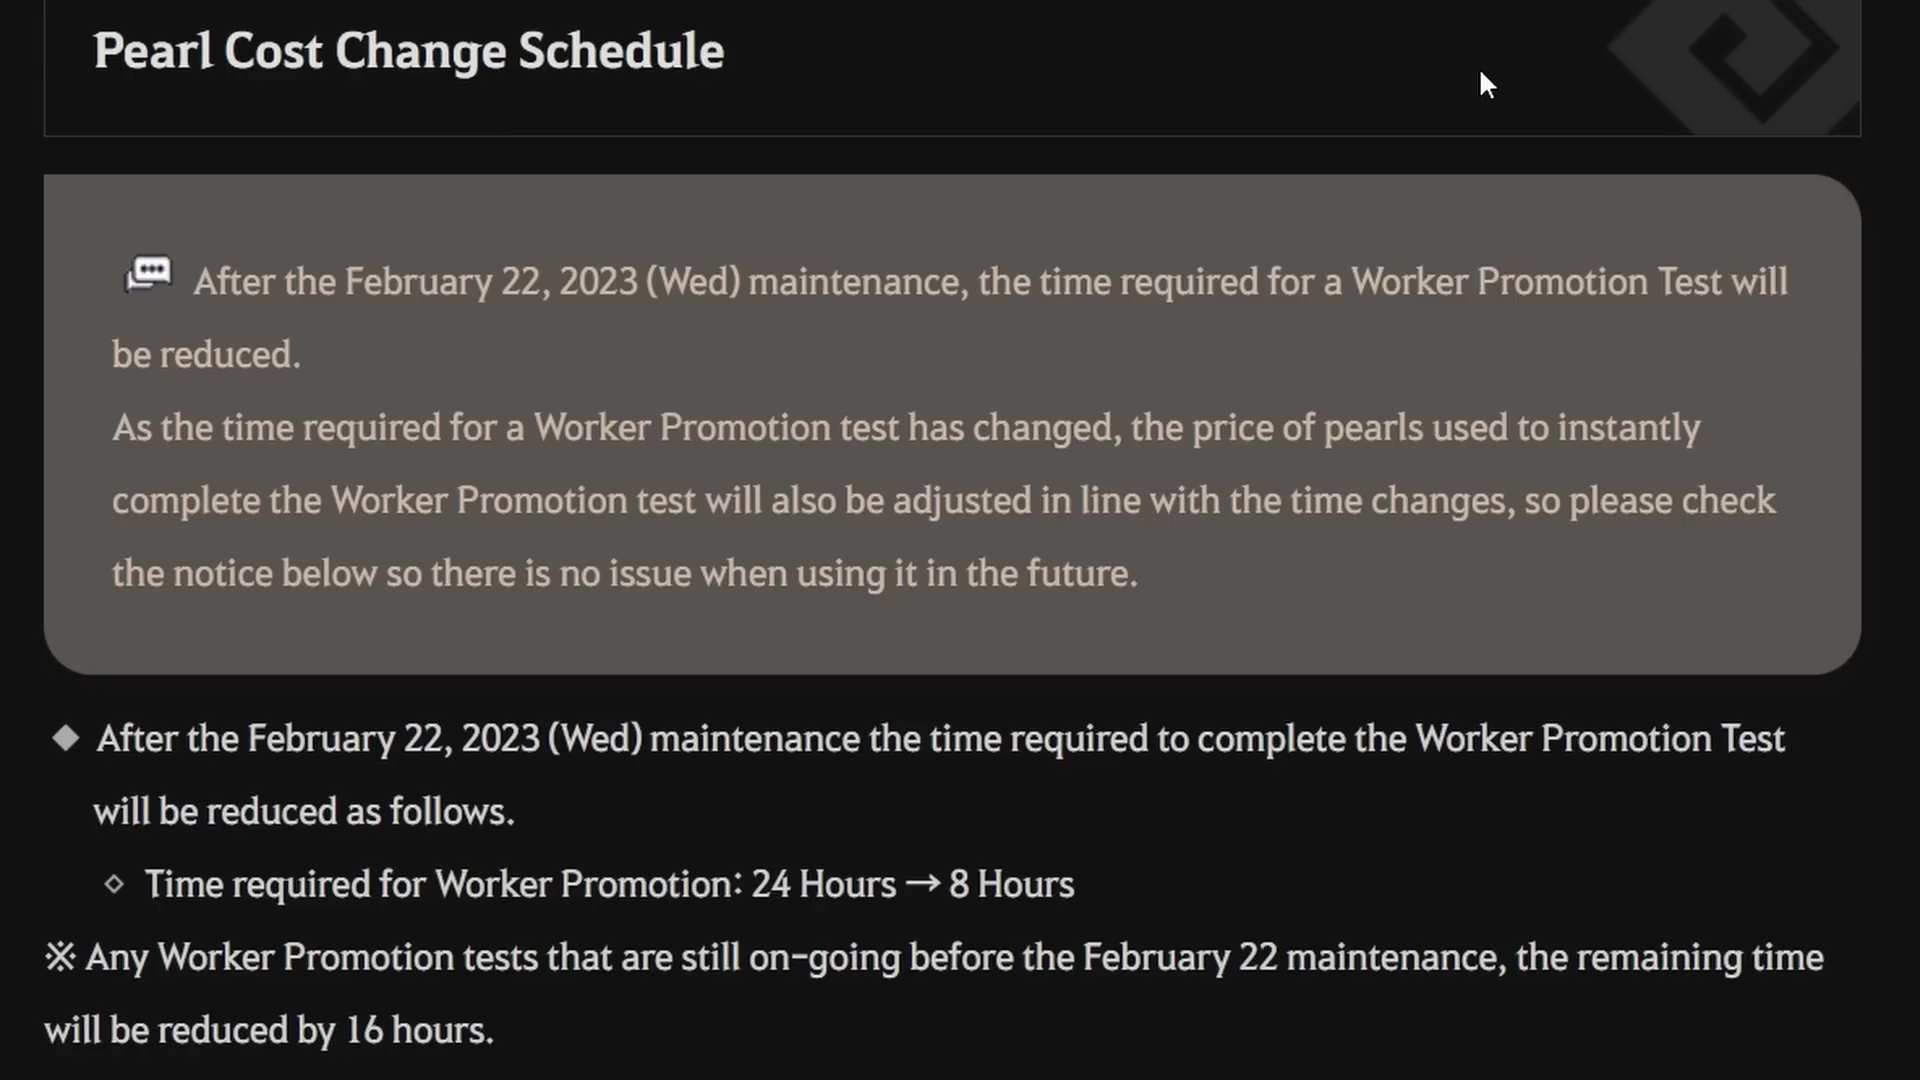 Pearl Cost Change Schedule
After the February 22, 2023 (Wed) maintenance, the time required for a Worker Promotion Test will
be reduced.
As the time required for a Worker Promotion test has changed, the price of pearls used to instantly
complete the Worker Promotion test will also be adjusted in line with the time changes, so please check
the notice below so there is no issue when using it in the future.
◆ After the February 22, 2023 (Wed) maintenance the time required to complete the Worker Promotion Test
will be reduced as follows.
◇ Time required for Worker Promotion: 24 Hours → 8 Hours
※ Any Worker Promotion tests that are still on-going before the February 22 maintenance, the remaining time
will be reduced by 16 hours.